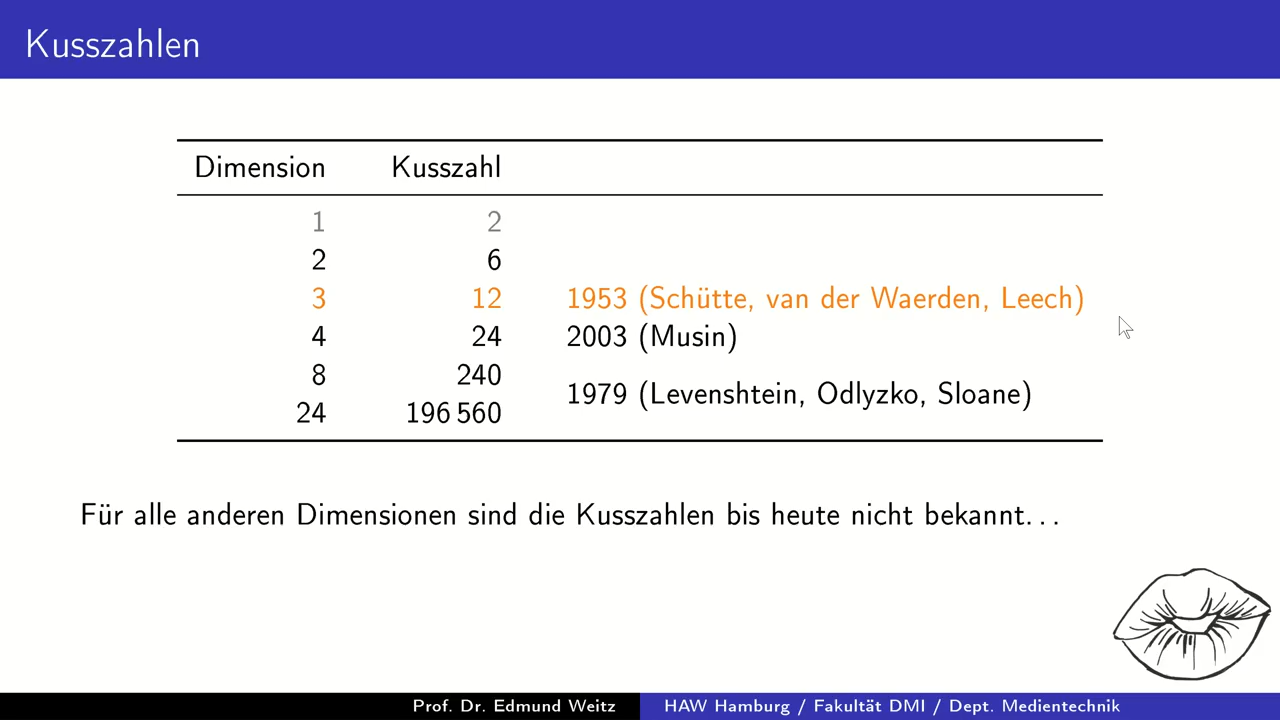 Kusszahlen
Dimension Kusszahl
1 2
2 6
3 12 1953 (Schütte, van der Waerden, Leech)
4 24 2003 (Musin)
8 240
1979 (Levenshtein, Odlyzko, Sloane)
24 196 560
Für alle anderen Dimensionen sind die Kusszahlen bis heute nicht bekannt...
Prof. Dr. Edmund Weitz HAW Hamburg / Fakultät DMI / Dept. Medientechnik